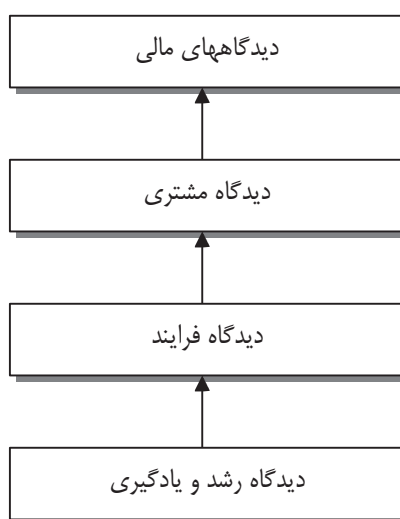 دیدگاههای مالی
دیدگاه مشتری
دیدگاه فرایند
دیدگاه رشد و یادگیری